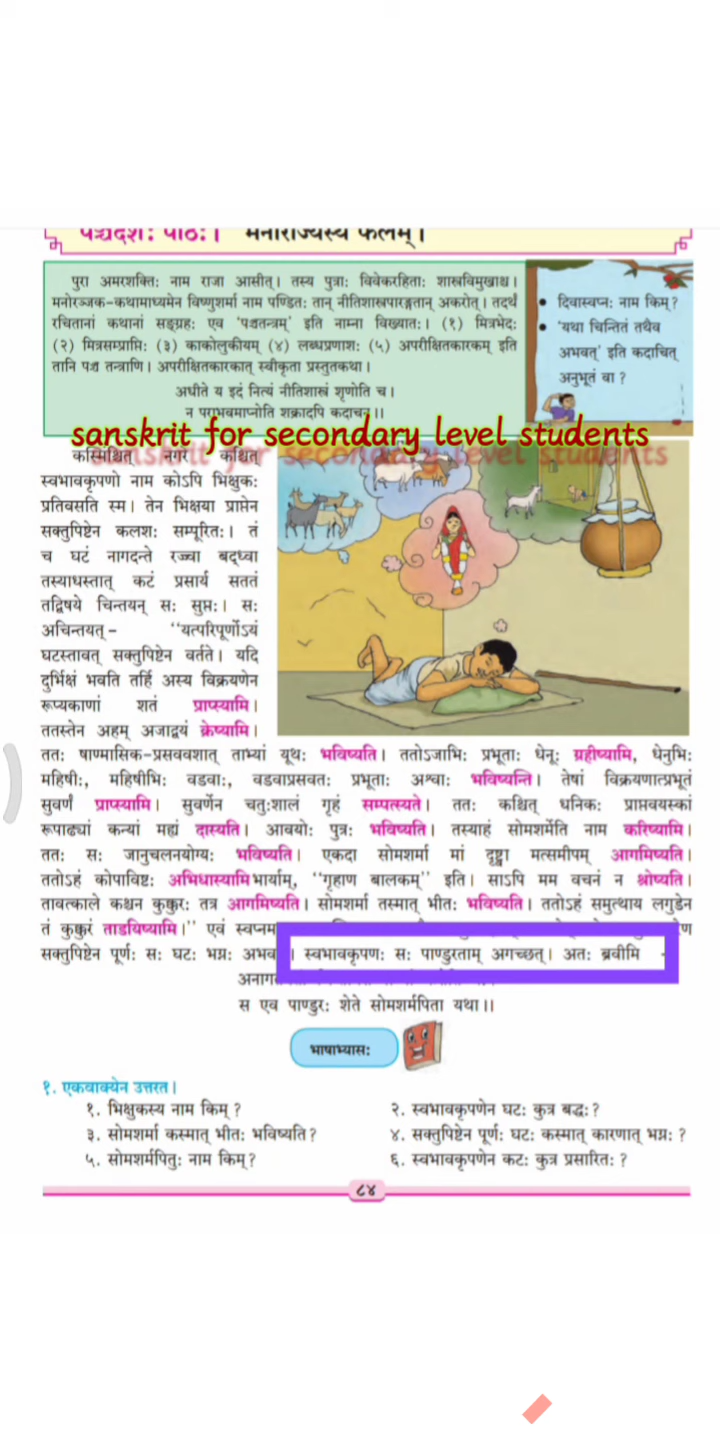 पञ्चदशः पाठः। मनोराज्यस्य फलम्।
पुरा अमरशक्तिः नाम राजा आसीत्। तस्य पुत्राः विवेकरहिताः शास्त्रविमुखाश्च।
मनोरञ्जक-कथामाध्यमेन विष्णुशर्मा नाम पण्डितः तान् नीतिशास्त्रपारङ्गतान् अकरोत्। तदर्थं
रचितानां कथानां सङ्ग्रहः एव 'पञ्चतन्त्रम्' इति नाम्ना विख्यातः। (१) मित्रभेदः
(२) मित्रसम्प्राप्तिः (३) काकोलुकीयम् (४) लब्धप्रणाशः (५) अपरीक्षितकारकम् इति
तानि पञ्च तन्त्राणि। अपरीक्षितकारकात् स्वीकृता प्रस्तुतकथा।
अधीते य इदं नित्यं नीतिशास्त्रं शृणोति च।
न पराभवमाप्नोति शक्रादपि कदाचन।।
• दिवास्वप्नः नाम किम्?
• 'यथा चिन्तितं तथैव
अभवत्' इति कदाचित्
अनुभूतं वा ?
sanskrit for secondary level students
कस्मिंश्चित् नगरे कश्चित्
स्वभावकृपणो नाम कोऽपि भिक्षुकः
प्रतिवसति स्म। तेन भिक्षया प्राप्तेन
सक्तुपिष्टेन कलशः सम्पूरितः। तं
च घटं नागदन्ते रज्ज्वा बद्ध्वा
तस्याधस्तात् कटं प्रसार्य सततं
तद्विषये चिन्तयन् सः सुप्तः। सः
अचिन्तयत्- "यत्परिपूर्णोऽयं
घटस्तावत् सक्तुपिष्टेन वर्तते। यदि
दुर्भिक्षं भवति तर्हि अस्य विक्रयणेन
रूप्यकाणां शतं प्राप्स्यामि।
ततस्तेन अहम् अजाद्वयं क्रेष्यामि।
ततः षाण्मासिक-प्रसववशात् ताभ्यां यूथः भविष्यति। ततोऽजाभिः प्रभूताः धेनूः ग्रहीष्यामि, धेनुभिः
महिषीः, महिषीभिः वडवाः, वडवाप्रसवतः प्रभूताः अश्वाः भविष्यन्ति। तेषां विक्रयणात्प्रभूतं
सुवर्णं प्राप्स्यामि। सुवर्णेन चतुःशालं गृहं सम्पत्स्यते। ततः कश्चित् धनिकः प्राप्तवयस्कां
रूपाढ्यां कन्यां मह्यं दास्यति। आवयोः पुत्रः भविष्यति। तस्याहं सोमशर्मेति नाम करिष्यामि।
ततः सः जानुचलनयोग्यः भविष्यति। एकदा सोमशर्मा मां दृष्ट्वा मत्समीपम् आगमिष्यति।
ततोऽहं कोपाविष्टः अभिधास्यामि भार्याम्, "गृहाण बालकम्" इति। साऽपि मम वचनं न श्रोष्यति।
तावत्काले कश्चन कुक्कुरः तत्र आगमिष्यति। सोमशर्मा तस्मात् भीतः भविष्यति। ततोऽहं समुत्थाय लगुडेन
तं कुक्कुरं ताडयिष्यामि।" एवं स्वप्नम
सक्तुपिष्टेन पूर्णः सः घटः भग्नः अभव । स्वभावकृपणः सः पाण्डुरताम् अगच्छत्। अतः ब्रवीमि -
स एव पाण्डुरः शेते सोमशर्मपिता यथा।।
भाषाभ्यासः
१. एकवाक्येन उत्तरत।
१. भिक्षुकस्य नाम किम् ?
२. स्वभावकृपणेन घटः कुत्र बद्धः?
३. सोमशर्मा कस्मात् भीतः भविष्यति?
४. सक्तुपिष्टेन पूर्णः घटः कस्मात् कारणात् भग्नः ?
५. सोमशर्मपितुः नाम किम्?
६. स्वभावकृपणेन कटः कुत्र प्रसारितः ?
८४